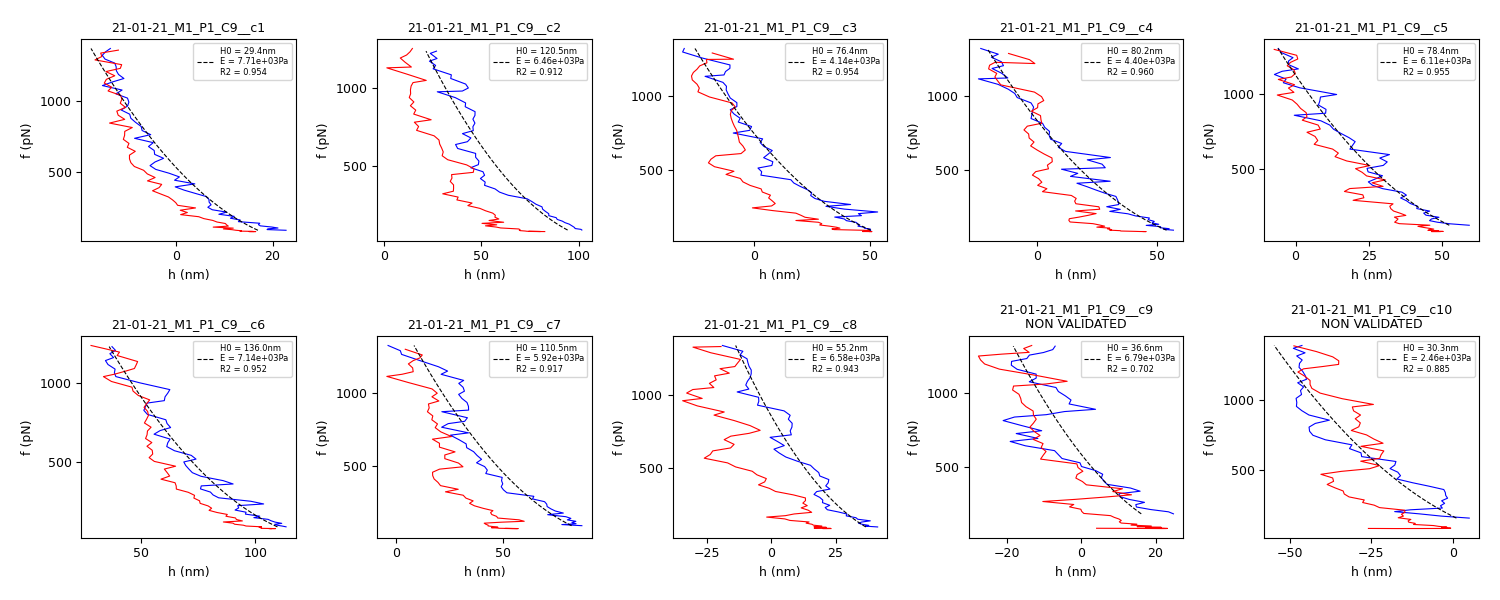 21-01-21_M1_P1_C9__c1
H0 = 29.4nm
E = 7.71e+03Pa
R2 = 0.954
f (pN)
1000
500
0
20
h (nm)
21-01-21_M1_P1_C9__c2
H0 = 120.5nm
E = 6.46e+03Pa
R2 = 0.912
f (pN)
1000
500
0
50
100
h (nm)
21-01-21_M1_P1_C9__c3
H0 = 76.4nm
E = 4.14e+03Pa
R2 = 0.954
f (pN)
1000
500
0
50
h (nm)
21-01-21_M1_P1_C9__c4
H0 = 80.2nm
E = 4.40e+03Pa
R2 = 0.960
f (pN)
1000
500
0
50
h (nm)
21-01-21_M1_P1_C9__c5
H0 = 78.4nm
E = 6.11e+03Pa
R2 = 0.955
f (pN)
1000
500
0
25
50
h (nm)
21-01-21_M1_P1_C9__c6
H0 = 136.0nm
E = 7.14e+03Pa
R2 = 0.952
f (pN)
1000
500
50
100
h (nm)
21-01-21_M1_P1_C9__c7
H0 = 110.5nm
E = 5.92e+03Pa
R2 = 0.917
f (pN)
1000
500
0
50
h (nm)
21-01-21_M1_P1_C9__c8
H0 = 55.2nm
E = 6.58e+03Pa
R2 = 0.943
f (pN)
1000
500
−25
0
25
h (nm)
21-01-21_M1_P1_C9__c9
NON VALIDATED
H0 = 36.6nm
E = 6.79e+03Pa
R2 = 0.702
f (pN)
1000
500
−20
0
20
h (nm)
21-01-21_M1_P1_C9__c10
NON VALIDATED
H0 = 30.3nm
E = 2.46e+03Pa
R2 = 0.885
f (pN)
1000
500
−50
−25
0
h (nm)